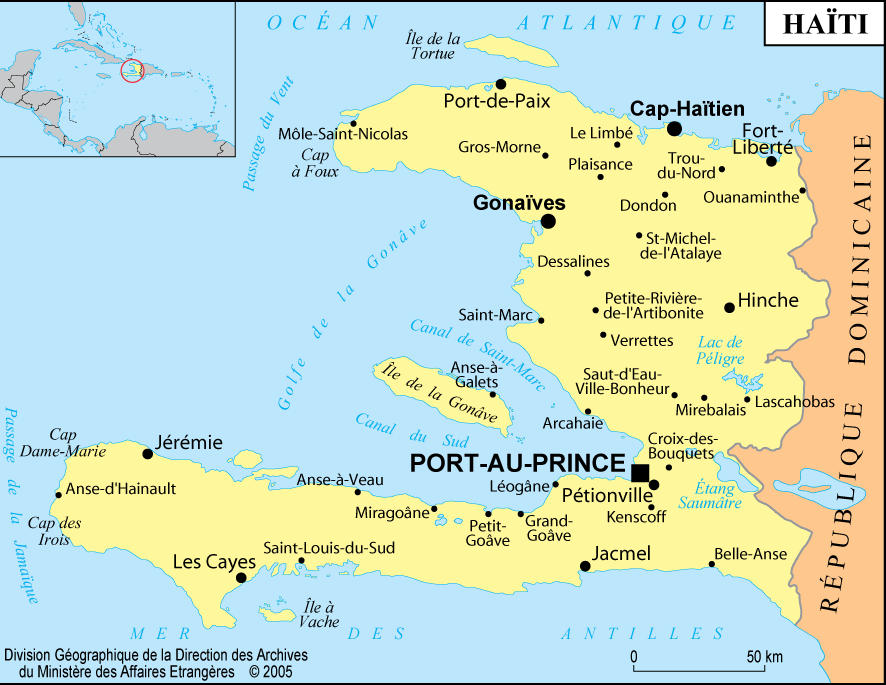 OCÉAN ATLANTIQUE
HAÏTI
Île de la
Tortue
Passage du Vent
Port-de-Paix
Cap-Haïtien
Môle-Saint-Nicolas
Cap
à Foux
Gros-Morne
Le Limbé
Fort-
Liberté
Plaisance
Trou-
du-Nord
Ouanaminthe
Dondon
Gonaïves
St-Michel-
de-l'Atalaye
Dessalines
Golfe de la Gonâve
Petite-Rivière-
de-l'Artibonite
Hinche
Saint-Marc
Verrettes
Canal de Saint-Marc
Lac de
Péligre
RÉPUBLIQUE DOMINICAINE
Anse-à-
Galets
Île de la Gonâve
Saut-d'Eau-
Ville-Bonheur
Mirebalais
Lascahobas
Arcahaie
Canal du Sud
Croix-des-
Bouquets
PORT-AU-PRINCE
Pétionville
Étang
Saumâtre
Kenscoff
Passage de la Jamaïque
Cap
Dame-Marie
Jérémie
Anse-d'Hainault
Anse-à-Veau
Léogâne
Miragoâne
Petit-
Goâve
Grand-
Goâve
Cap des
Irois
Les Cayes
Saint-Louis-du-Sud
Jacmel
Belle-Anse
Île à
Vache
MER DES ANTILLES
Division Géographique de la Direction des Archives
du Ministère des Affaires Etrangères © 2005
0 50 km